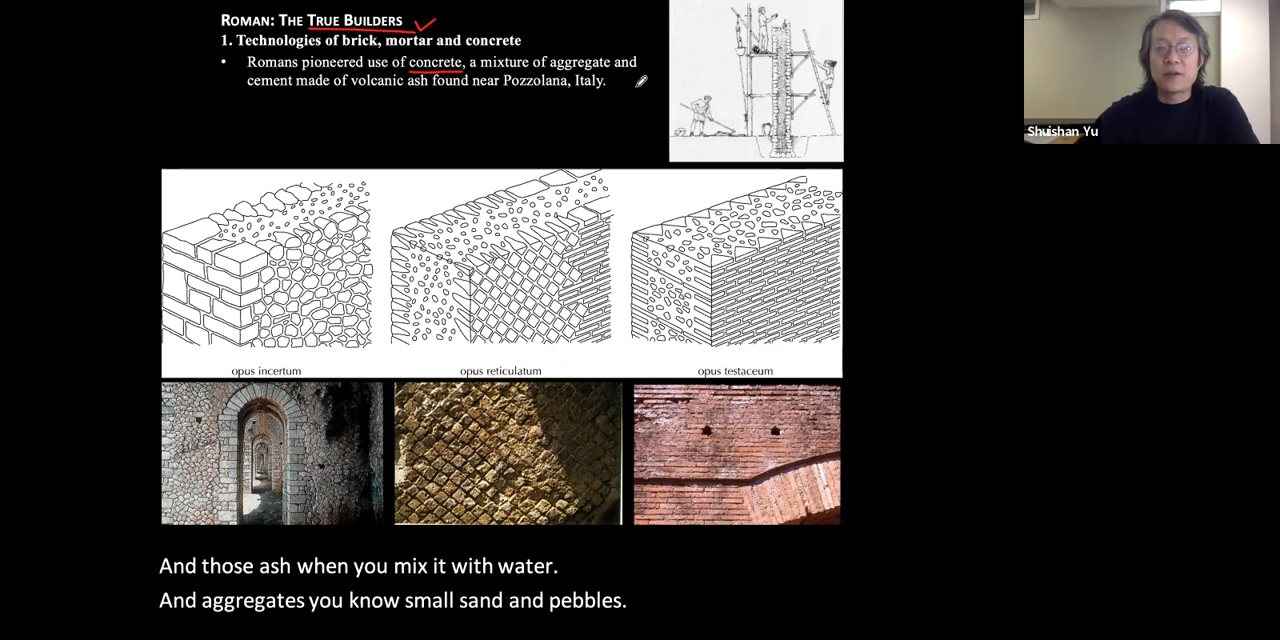 ROMAN: THE TRUE BUILDERS
1. Technologies of brick, mortar and concrete
• Romans pioneered use of concrete, a mixture of aggregate and
cement made of volcanic ash found near Pozzolana, Italy.
Shuishan Yu
opus incertum
opus reticulatum
opus testaceum
And those ash when you mix it with water.
And aggregates you know small sand and pebbles.